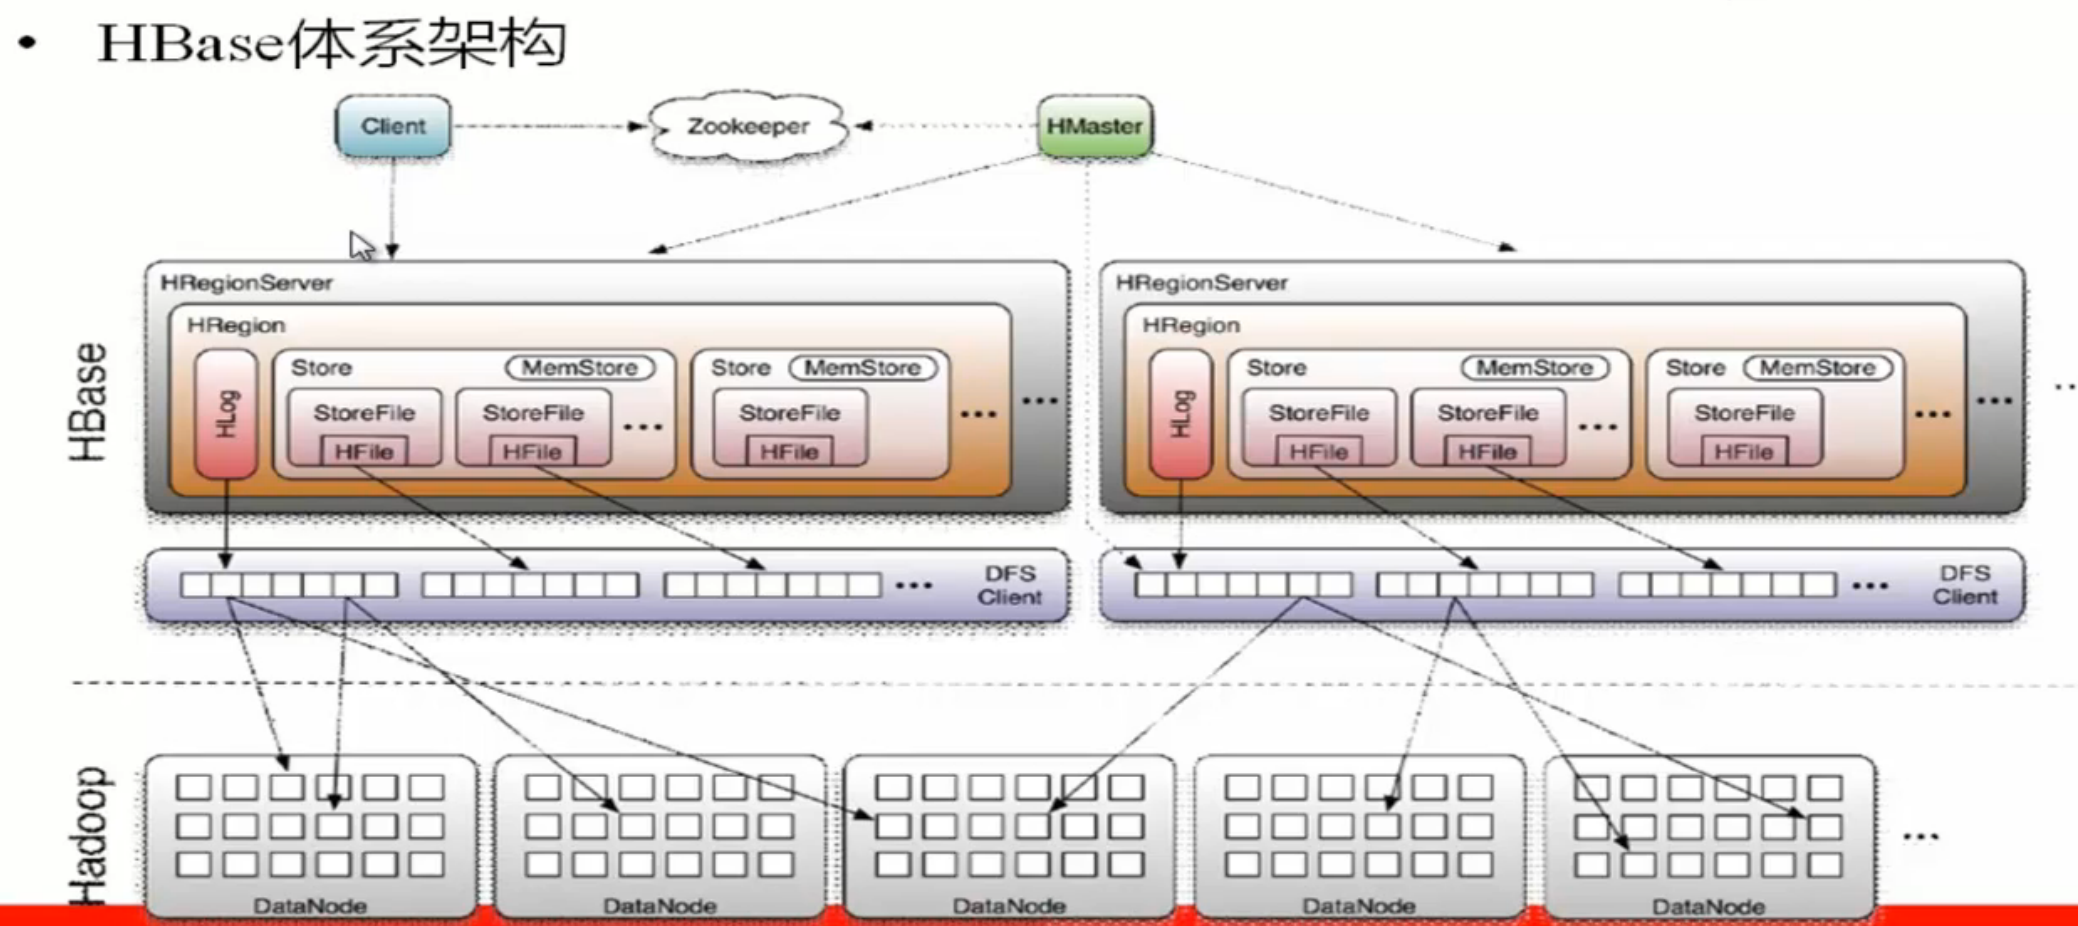 • HBase体系架构
Client
Zookeeper
HMaster
HBase
HRegionServer
HRegion
HLog
Store
MemStore
StoreFile
HFile
StoreFile
HFile
...
Store
MemStore
StoreFile
HFile
...
...
HRegionServer
HRegion
HLog
Store
MemStore
StoreFile
HFile
StoreFile
HFile
...
Store
MemStore
StoreFile
HFile
...
...
..
...
DFS
Client
...
DFS
Client
Hadoop
DataNode
DataNode
DataNode
DataNode
DataNode
...